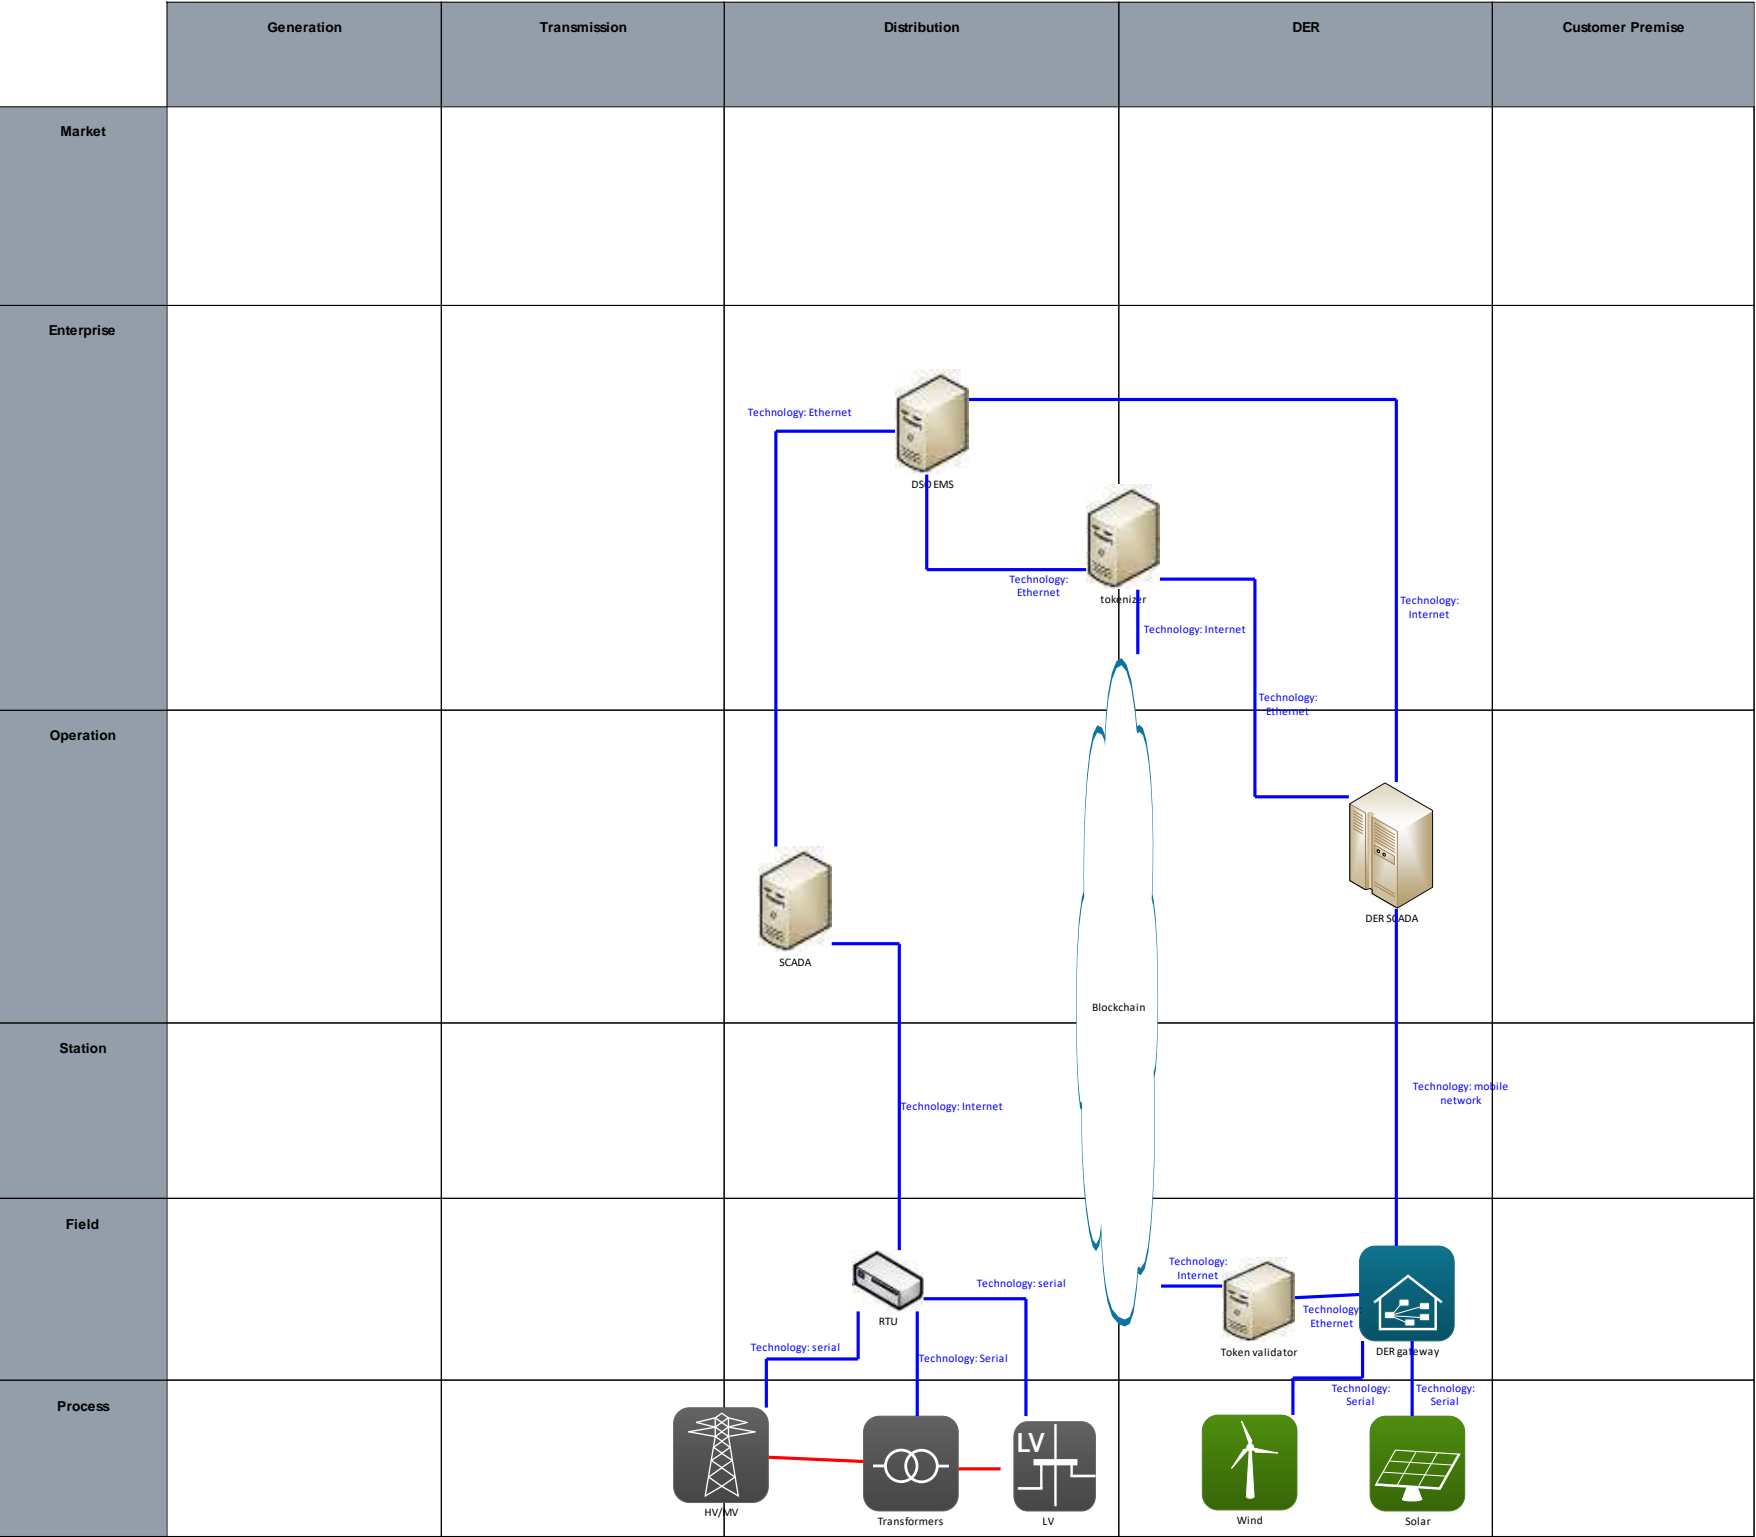 Generation
Transmission
Distribution
DER
Customer Premise
Market
Enterprise
Technology: Ethernet
DSO EMS
Technology:
Ethernet
tokenizer
Technology:
Internet
Technology: Internet
Technology:
Ethernet
Operation
DER SCADA
SCADA
Blockchain
Station
Technology: mobile
network
Technology: Internet
Field
Technology:
Internet
Technology: serial
Technology:
Ethernet
RTU
Technology: serial
Technology: Serial
Token validator
DER gateway
Process
Technology:
Serial
Technology:
Serial
LV
HV/MV
Transformers
LV
Wind
Solar